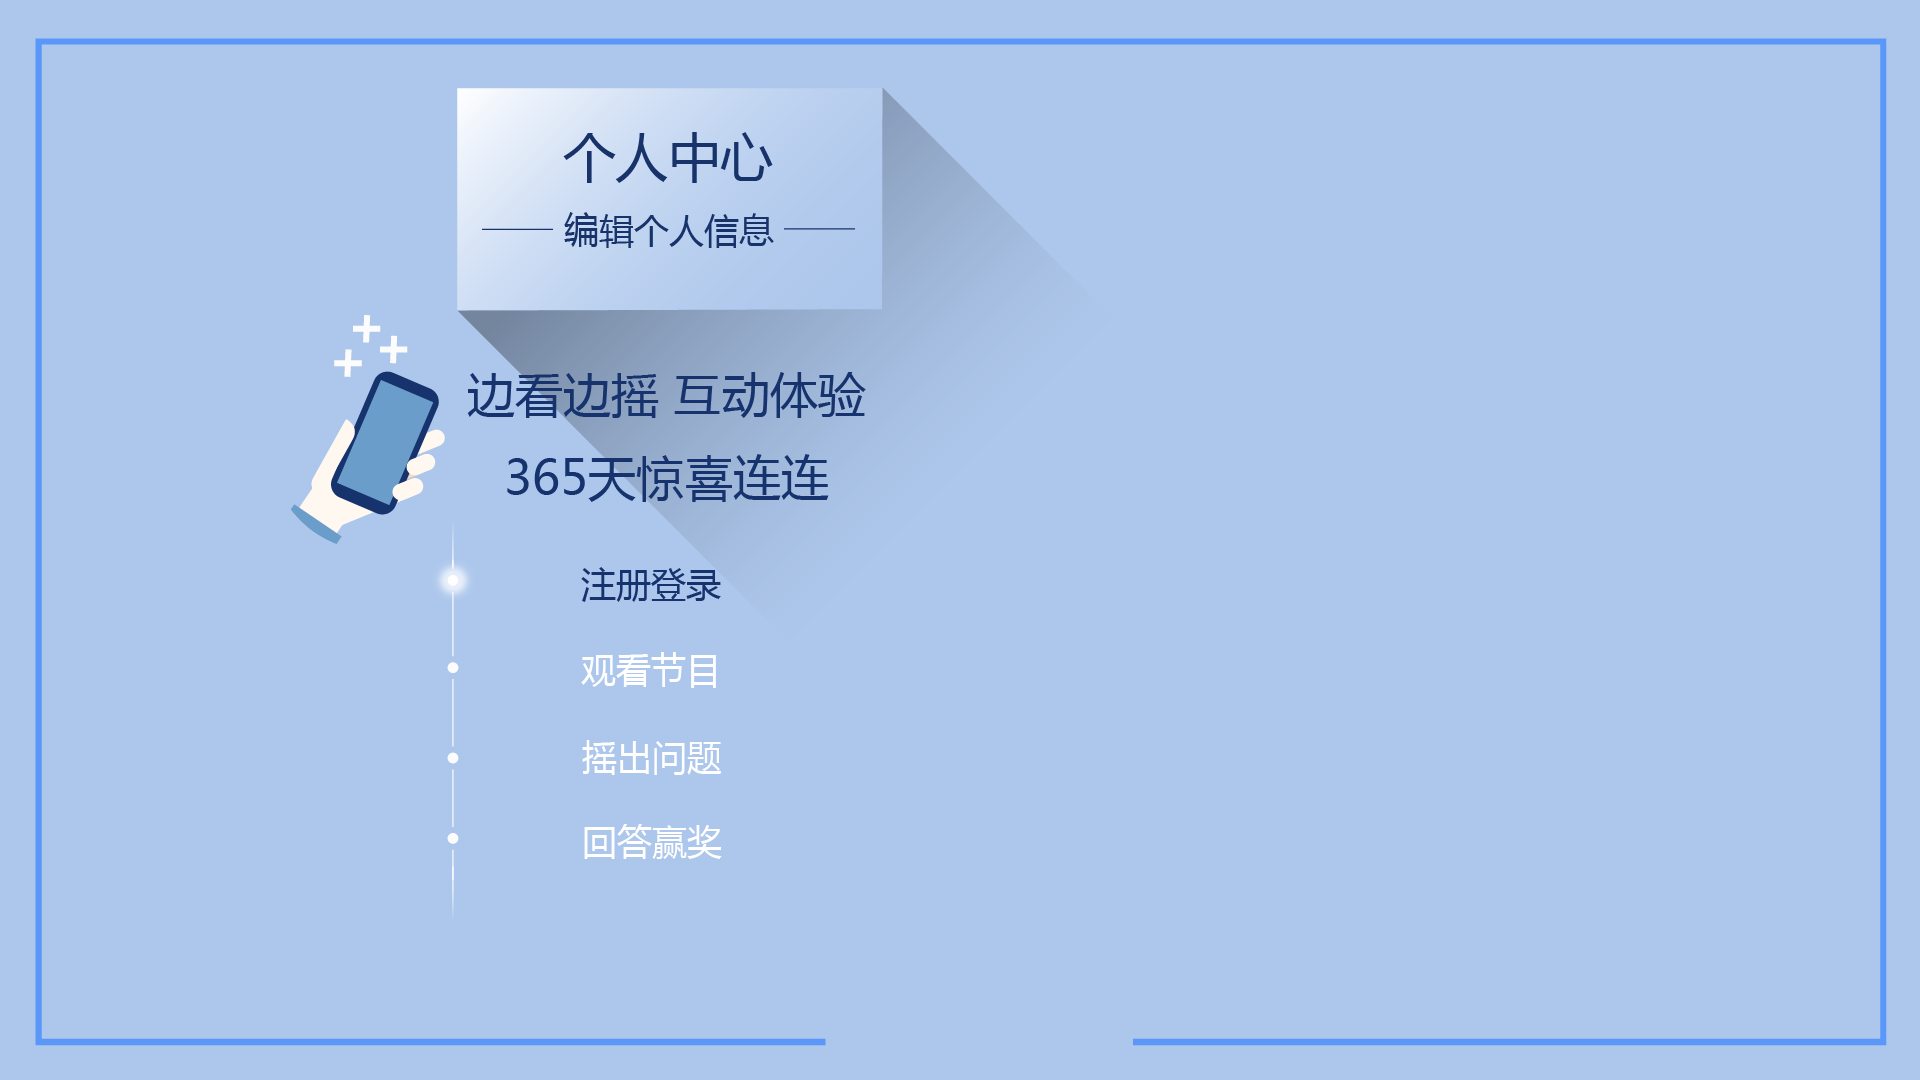 个人中心
编辑个人信息
边看边摇 互动体验
365天惊喜连连
注册登录
观看节目
摇出问题
回答赢奖